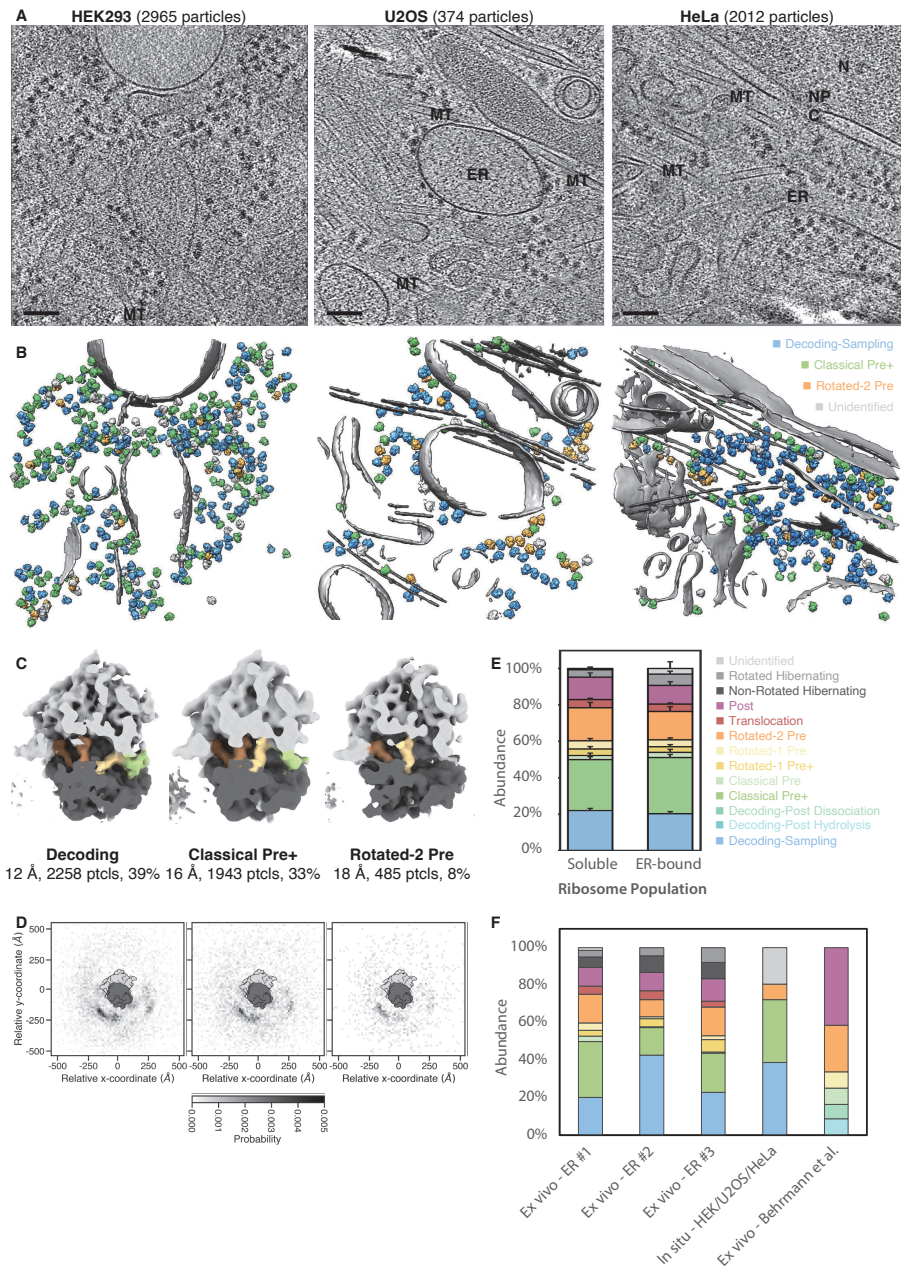 A
HEK293 (2965 particles)
U2OS (374 particles)
HeLa (2012 particles)
MT
MT
ER
MT
MT
N
MT
NP
C
MT
ER
B
Decoding-Sampling
Classical Pre+
Rotated-2 Pre
Unidentified
C
Decoding
12 Å, 2258 ptcls, 39%
Classical Pre+
16 Å, 1943 ptcls, 33%
Rotated-2 Pre
18 Å, 485 ptcls, 8%
D
Relative y-coordinate (Å)
500
250
0
-250
-500
-500 -250 0 250 500
-500 -250 0 250 500
-500 -250 0 250 500
Relative x-coordinate (Å)
Relative x-coordinate (Å)
Relative x-coordinate (Å)
0.000
0.001
0.002
0.003
0.004
0.005
Probability
E
Abundance
100%
80%
60%
40%
20%
0%
Soluble
ER-bound
Ribosome Population
Unidentified
Rotated Hibernating
Non-Rotated Hibernating
Post
Translocation
Rotated-2 Pre
Rotated-1 Pre
Rotated-1 Pre+
Classical Pre
Classical Pre+
Decoding-Post Dissociation
Decoding-Post Hydrolysis
Decoding-Sampling
F
Abundance
100%
80%
60%
40%
20%
0%
Ex vivo - ER #1
Ex vivo - ER #2
Ex vivo - ER #3
In situ - HEK/U2OS/HeLa
Ex vivo - Behrmann et al.